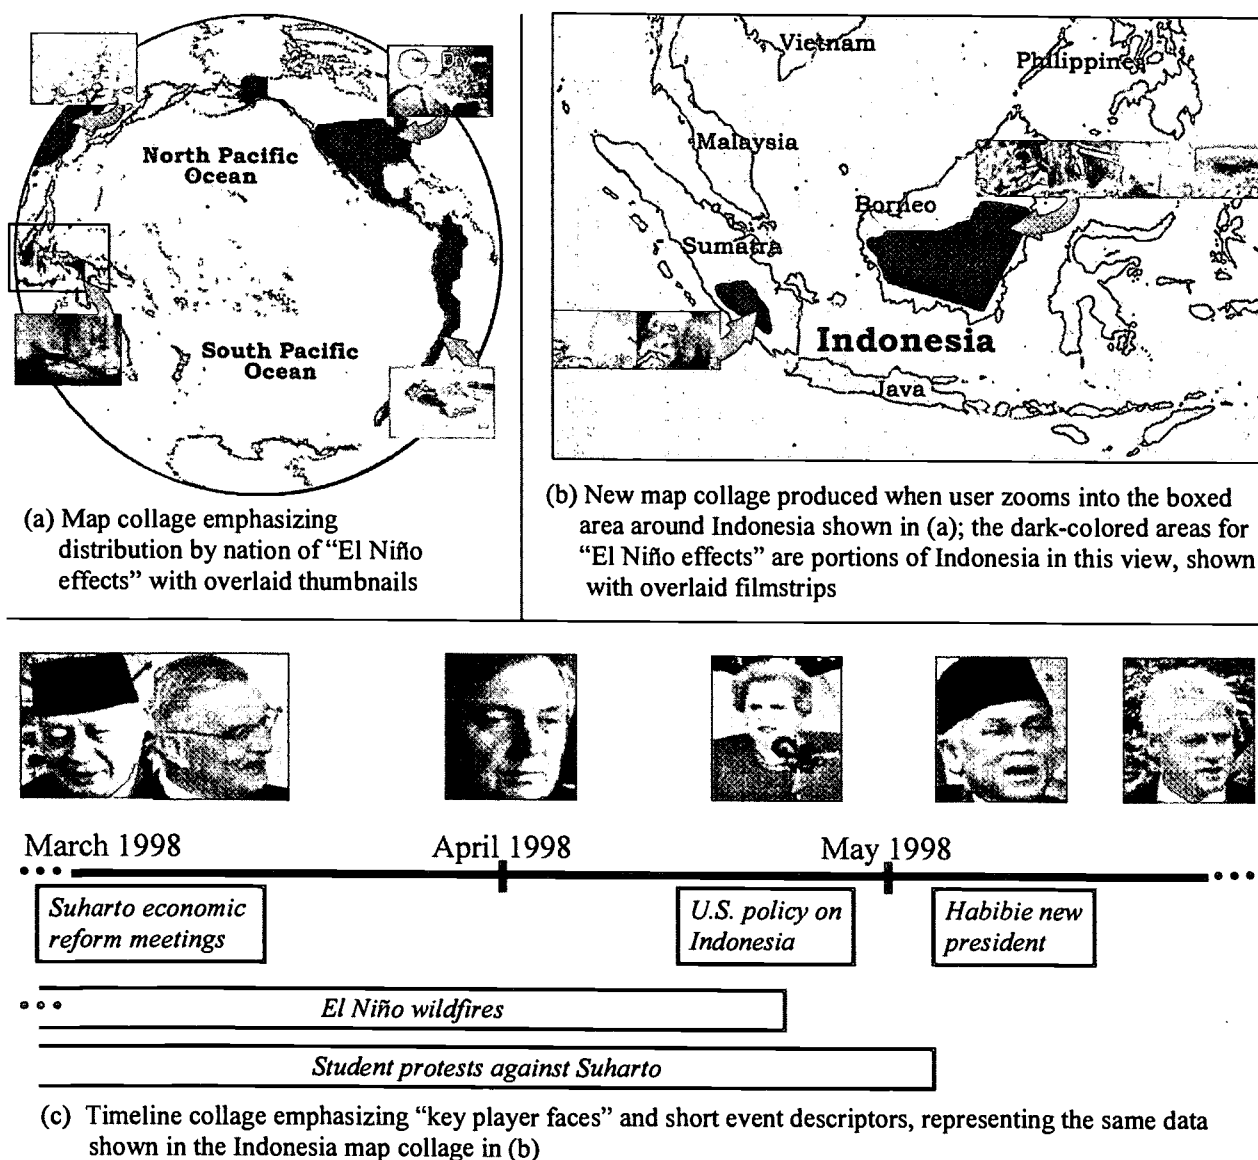 North Pacific
Ocean
South Pacific
Ocean
(a) Map collage emphasizing
distribution by nation of “El Niño
effects” with overlaid thumbnails
Vietnam
Philippines
Malaysia
Borneo
Sumatra
Indonesia
Java
(b) New map collage produced when user zooms into the boxed
area around Indonesia shown in (a); the dark-colored areas for
“El Niño effects” are portions of Indonesia in this view, shown
with overlaid filmstrips
March 1998
April 1998
May 1998
Suharto economic
reform meetings
U.S. policy on
Indonesia
Habibie new
president
El Niño wildfires
Student protests against Suharto
(c) Timeline collage emphasizing “key player faces” and short event descriptors, representing the same data
shown in the Indonesia map collage in (b)